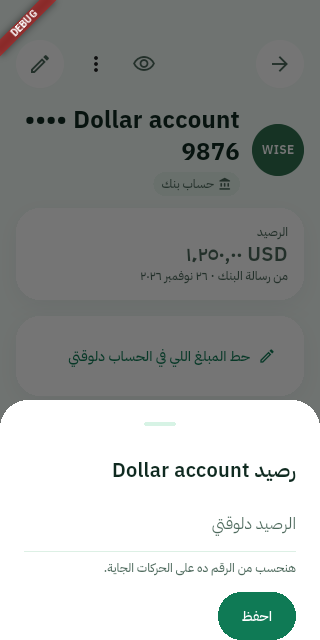 DEBUG
Dollar account ••••
9876
WISE
حساب بنك
الرصيد
١,٢٥٠,٠٠ USD
من رسالة البنك · ٢٦ نوفمبر ٢٠٢٦
حط المبلغ اللي في الحساب دلوقتي
رصيد Dollar account
الرصيد دلوقتي
هنحسب من الرقم ده على الحركات الجاية.
احفظ